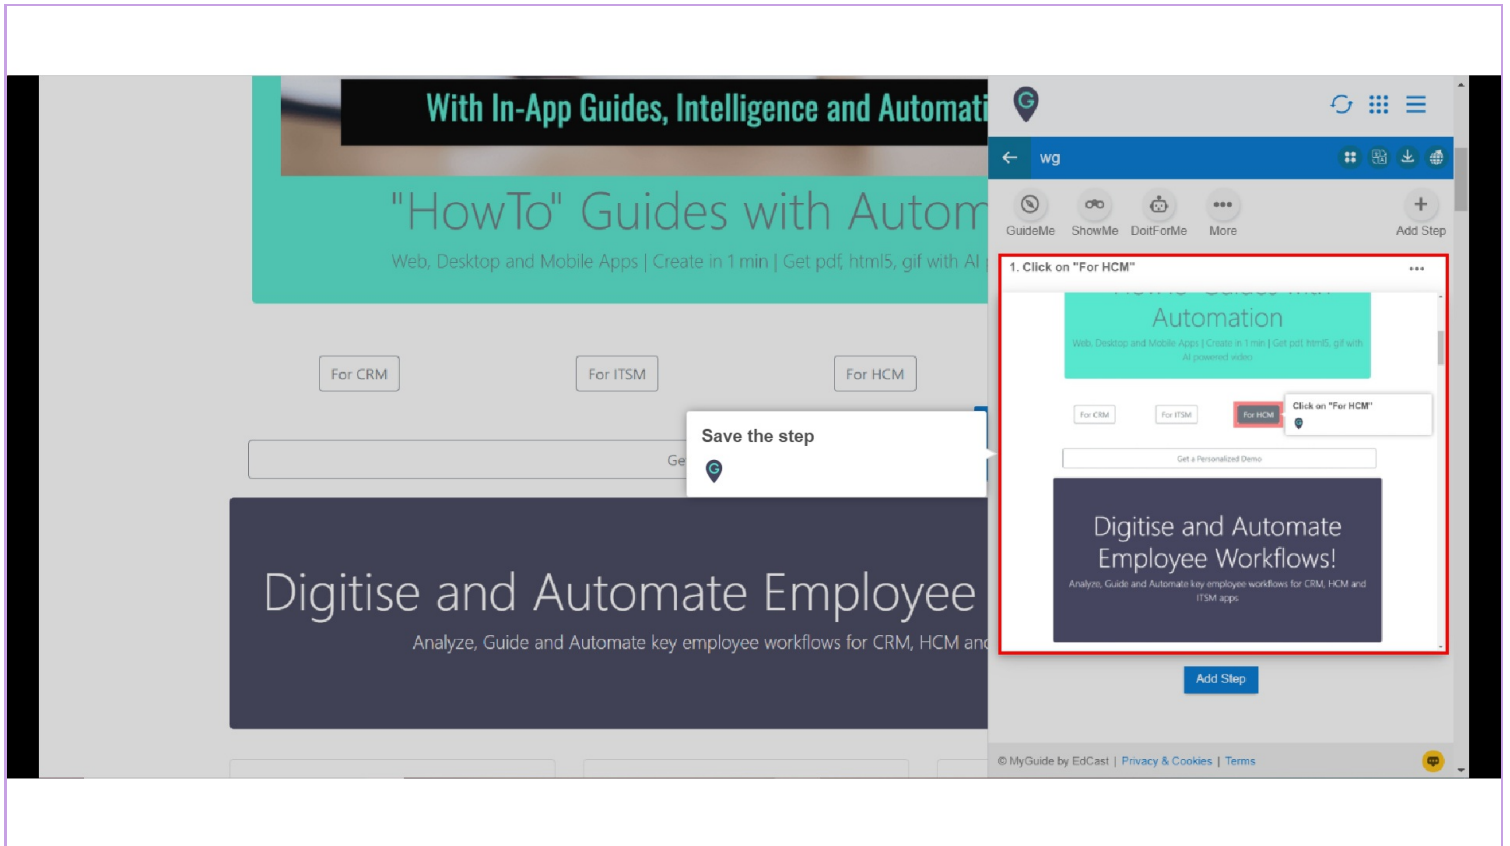 With In-App Guides, Intelligence and Automati
"HowTo" Guides with Autom
Web, Desktop and Mobile Apps | Create in 1 min | Get pdf, html5, gif with AI
For CRM
For ITSM
For HCM
Save the step
G
Ge
Digitise and Automate Employee
Analyze, Guide and Automate key employee workflows for CRM, HCM and
G
wg
GuideMe
ShowMe
DoitForMe
More
Add Step
1. Click on "For HCM"
Automation
Web, Desktop and Mobile Apps | Create in 1 min | Get pdf, html5, gif with
AI powered video
For CRM
For ITSM
For HCM
Click on "For HCM"
G
Get a Personalized Demo
Digitise and Automate
Employee Workflows!
Analyze, Guide and Automate key employee workflows for CRM, HCM and
ITSM apps
Add Step
© MyGuide by EdCast | Privacy & Cookies | Terms